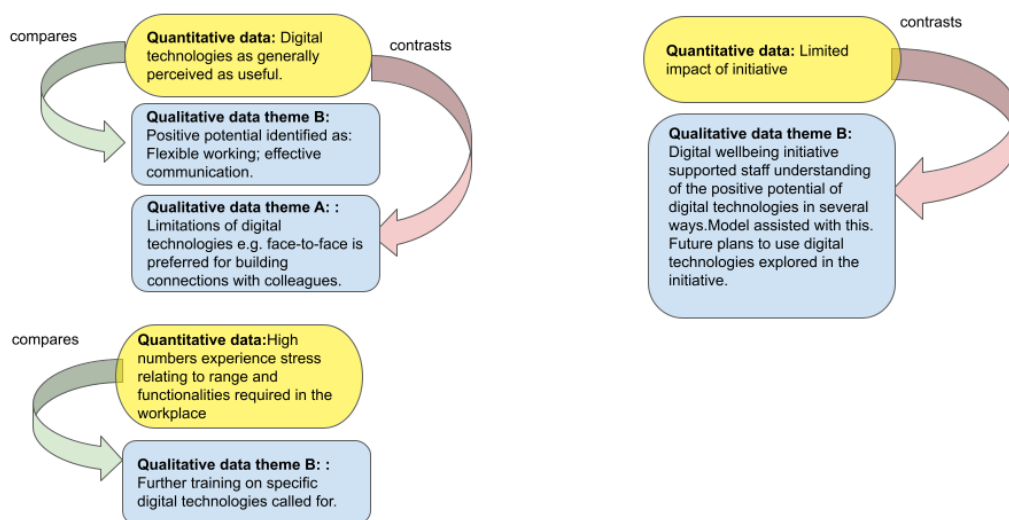 compares
Quantitative data: Digital
technologies as generally
perceived as useful.
contrasts
Qualitative data theme B:
Positive potential identified as:
Flexible working; effective
communication.
Qualitative data theme A: :
Limitations of digital
technologies e.g. face-to-face is
preferred for building
connections with colleagues.
compares
Quantitative data:High
numbers experience stress
relating to range and
functionalities required in the
workplace
Qualitative data theme B: :
Further training on specific
digital technologies called for.
contrasts
Quantitative data: Limited
impact of initiative
Qualitative data theme B:
Digital wellbeing initiative
supported staff understanding
of the positive potential of
digital technologies in several
ways.Model assisted with this.
Future plans to use digital
technologies explored in the
initiative.